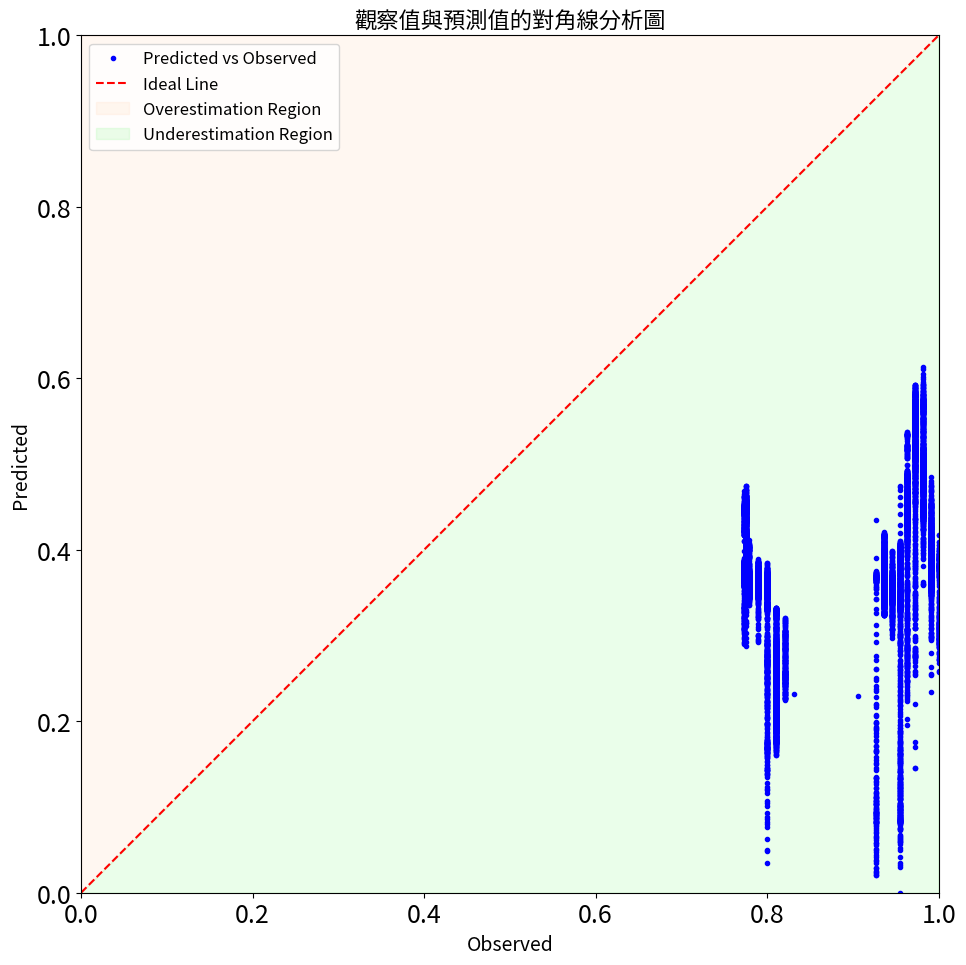 觀察值與預測值的對角線分析圖
Predicted vs Observed
Ideal Line
Overestimation Region
Underestimation Region
Predicted
1.0
0.8
0.6
0.4
0.2
0.0
0.0 0.2 0.4 0.6 0.8 1.0
Observed